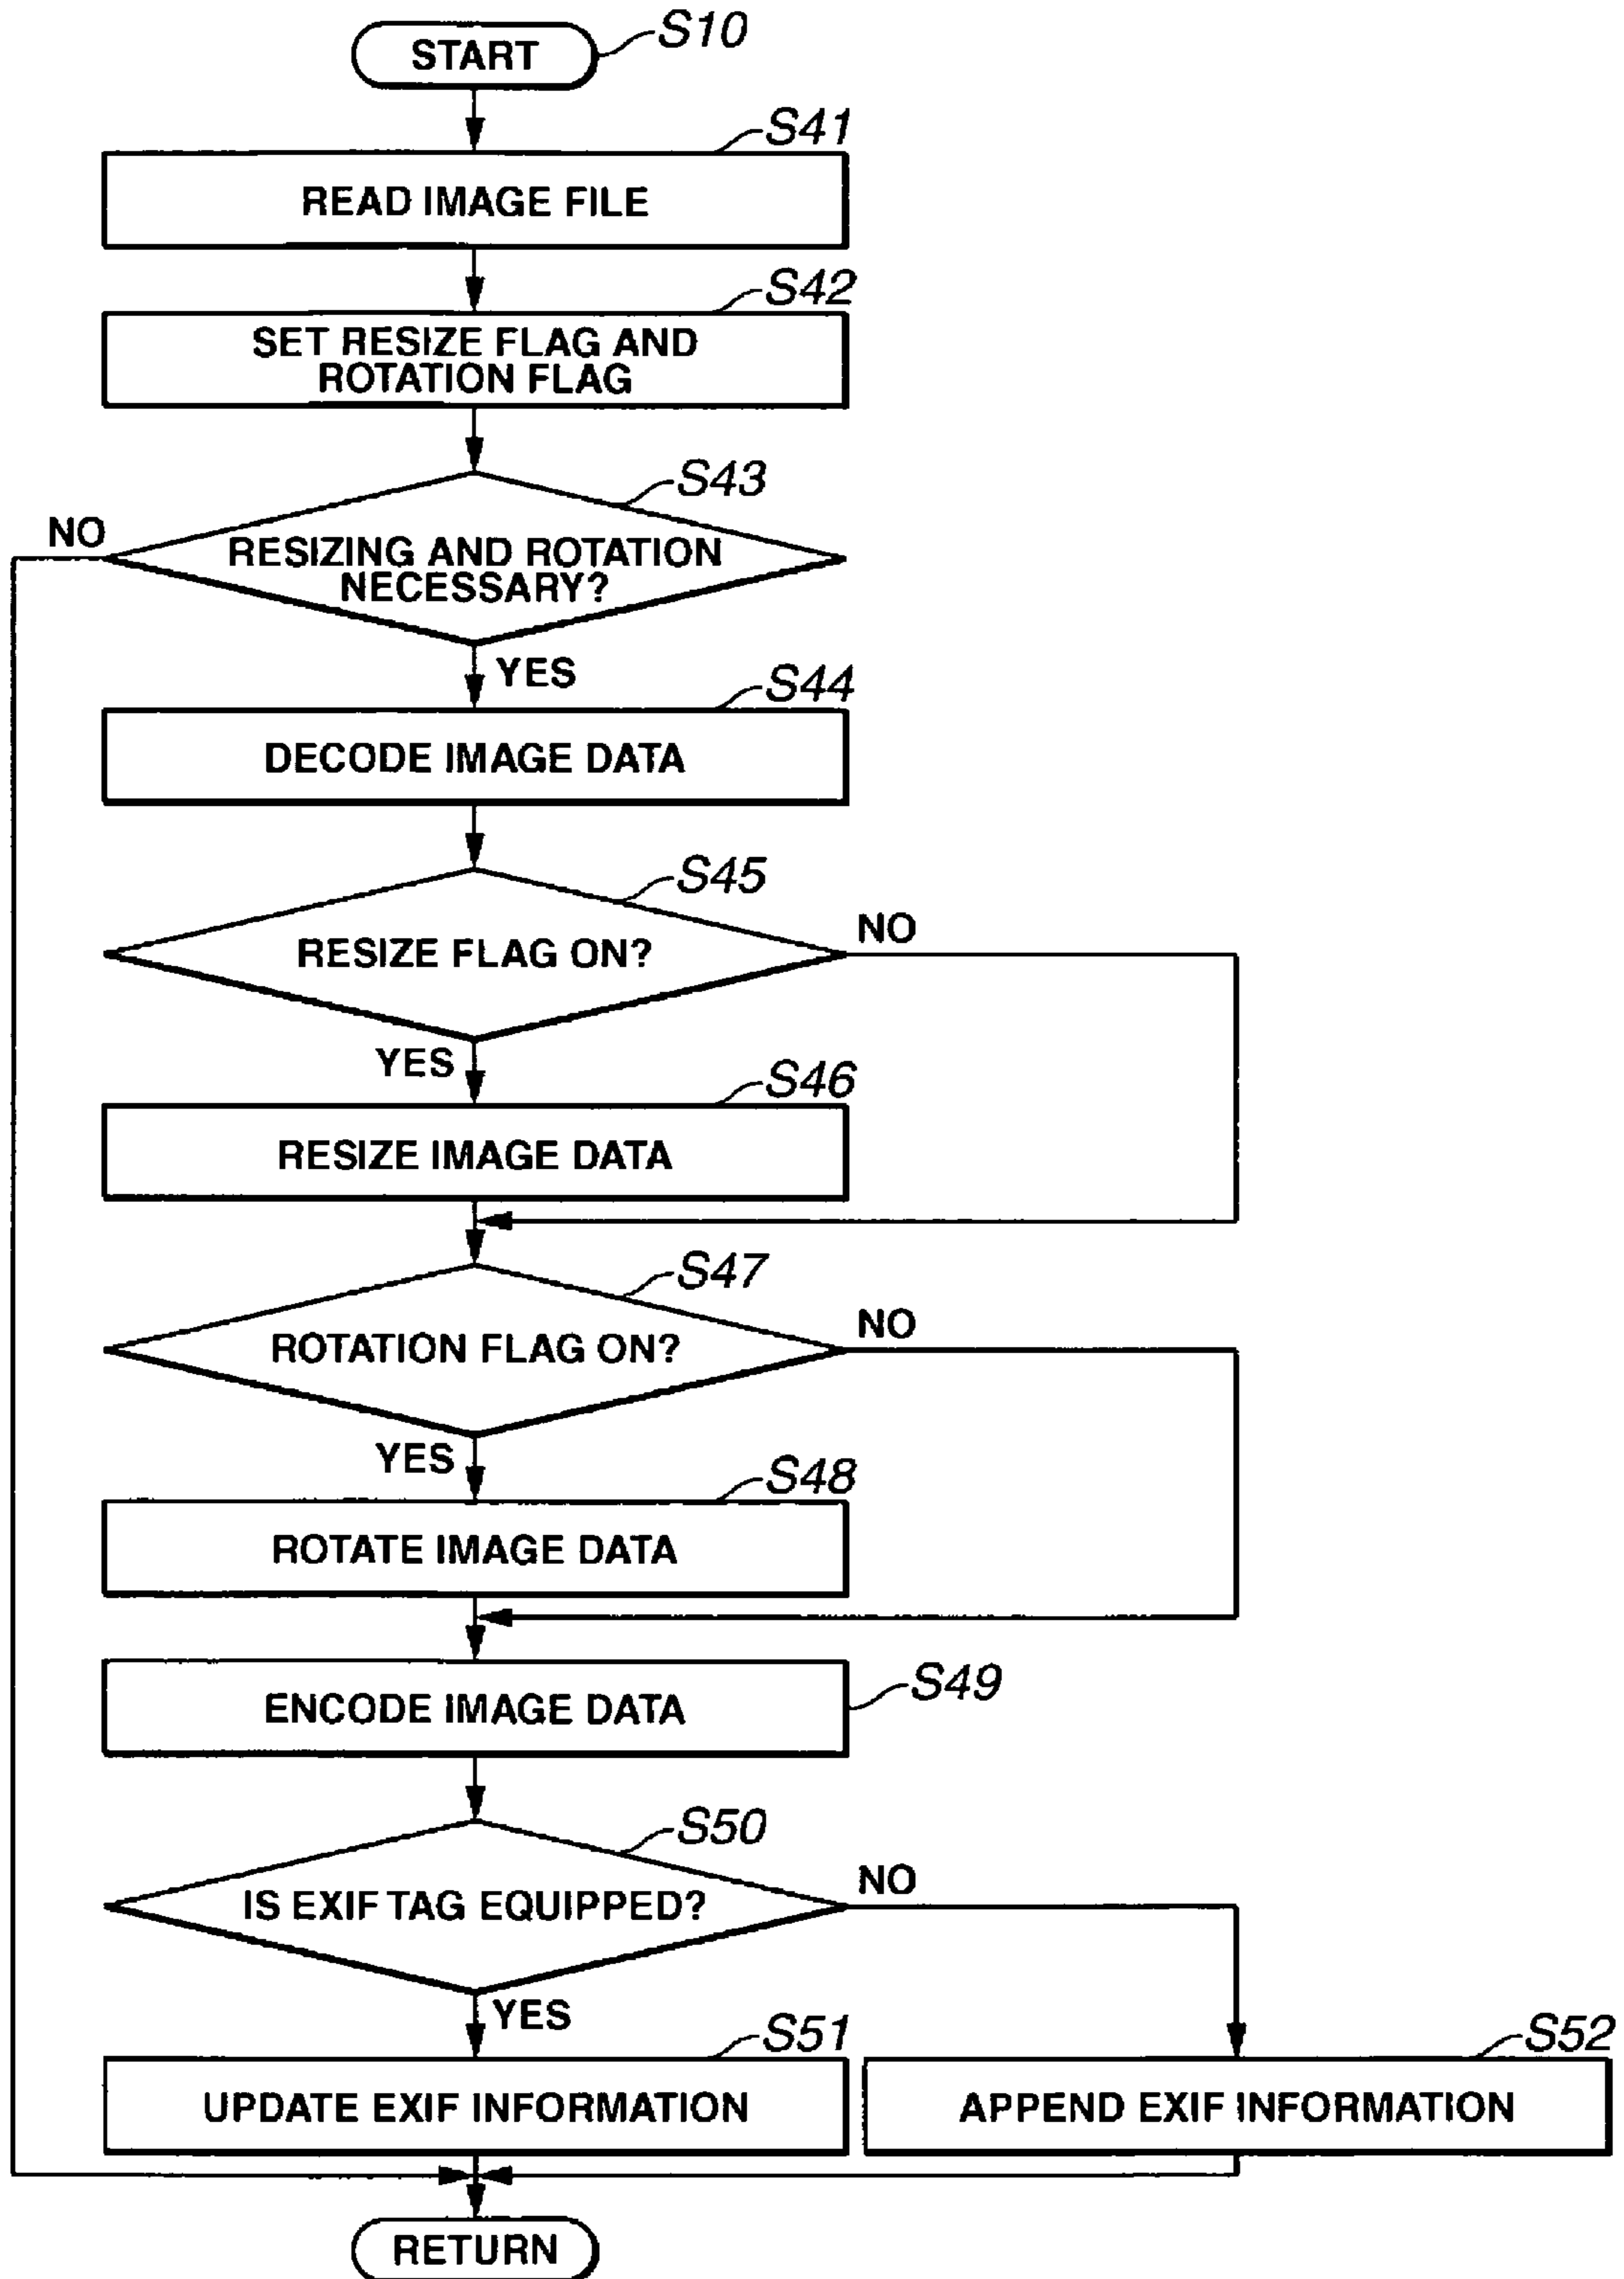 START
S10
S41
READ IMAGE FILE
S42
SET RESIZE FLAG AND
ROTATION FLAG
S43
NO
RESIZING AND ROTATION
NECESSARY?
YES
S44
DECODE IMAGE DATA
S45
NO
RESIZE FLAG ON?
YES
S46
RESIZE IMAGE DATA
S47
NO
ROTATION FLAG ON?
YES
S48
ROTATE IMAGE DATA
S49
ENCODE IMAGE DATA
S50
NO
IS EXIF TAG EQUIPPED?
YES
S51
S52
UPDATE EXIF INFORMATION
APPEND EXIF INFORMATION
RETURN